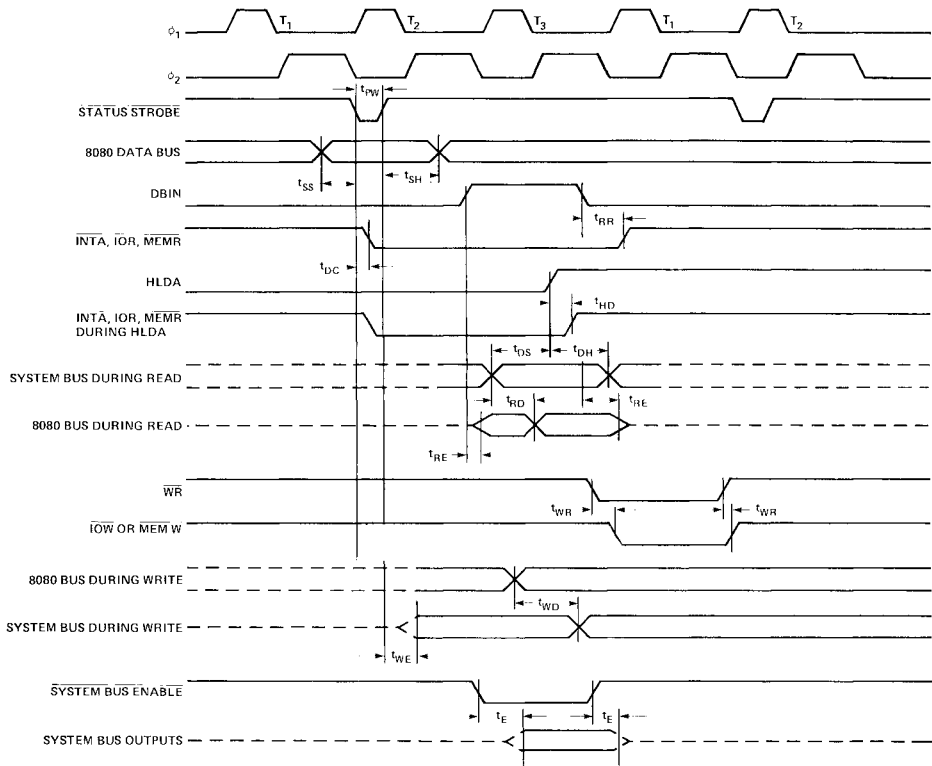 T1 T2 T3 T1 T2
ϕ1
ϕ2
tPW
STATUS STROBE
8080 DATA BUS
tSS tSH
DBIN
tRR
INTA, IOR, MEMR
tDC
HLDA
tHD
INTA, IOR, MEMR
DURING HLDA
tDS tDH
SYSTEM BUS DURING READ
tRD tRE
8080 BUS DURING READ
tRE
WR
tWR tWR
IOW OR MEM W
8080 BUS DURING WRITE
tWD
SYSTEM BUS DURING WRITE
tWE
SYSTEM BUS ENABLE
tE tE
SYSTEM BUS OUTPUTS